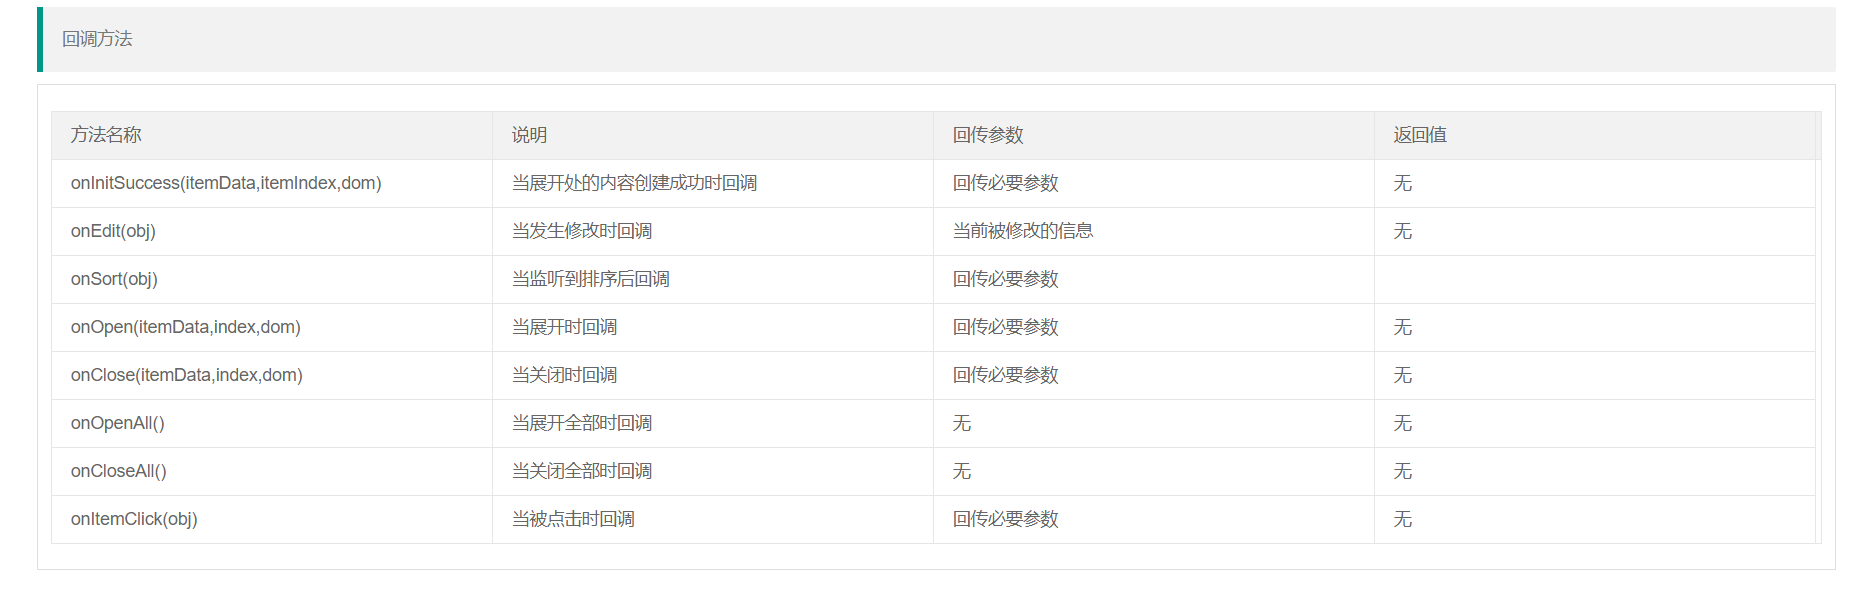 回调方法
方法名称 说明 回传参数 返回值
onInitSuccess(itemData,itemIndex,dom) 当展开处的内容创建成功时回调 回传必要参数 无
onEdit(obj) 当发生修改时回调 当前被修改的信息 无
onSort(obj) 当监听到排序后回调 回传必要参数
onOpen(itemData,index,dom) 当展开时回调 回传必要参数 无
onClose(itemData,index,dom) 当关闭时回调 回传必要参数 无
onOpenAll() 当展开全部时回调 无 无
onCloseAll() 当关闭全部时回调 无 无
onItemClick(obj) 当被点击时回调 回传必要参数 无